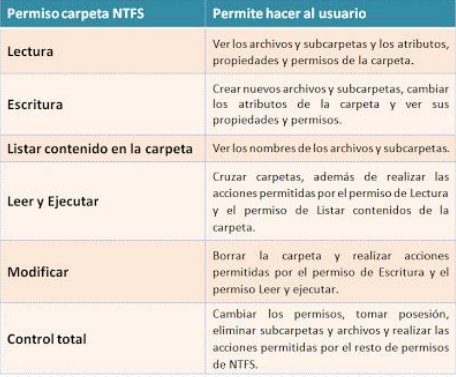 Permiso carpeta NTFS
Permite hacer al usuario
Lectura
Ver los archivos y subcarpetas y los atributos,
propiedades y permisos de la carpeta.
Escritura
Crear nuevos archivos y subcarpetas, cambiar
los atributos de la carpeta y ver sus
propiedades y permisos.
Listar contenido en la carpeta
Ver los nombres de los archivos y subcarpetas.
Leer y Ejecutar
Cruzar carpetas, además de realizar las
acciones permitidas por el permiso de Lectura
y el permiso de Listar contenidos de la
carpeta.
Modificar
Borrar la carpeta y realizar acciones
permitidas por el permiso de Escritura y el
permiso Leer y ejecutar.
Control total
Cambiar los permisos, tomar posesión,
eliminar subcarpetas y archivos y realizar las
acciones permitidas por el resto de permisos
de NTFS.